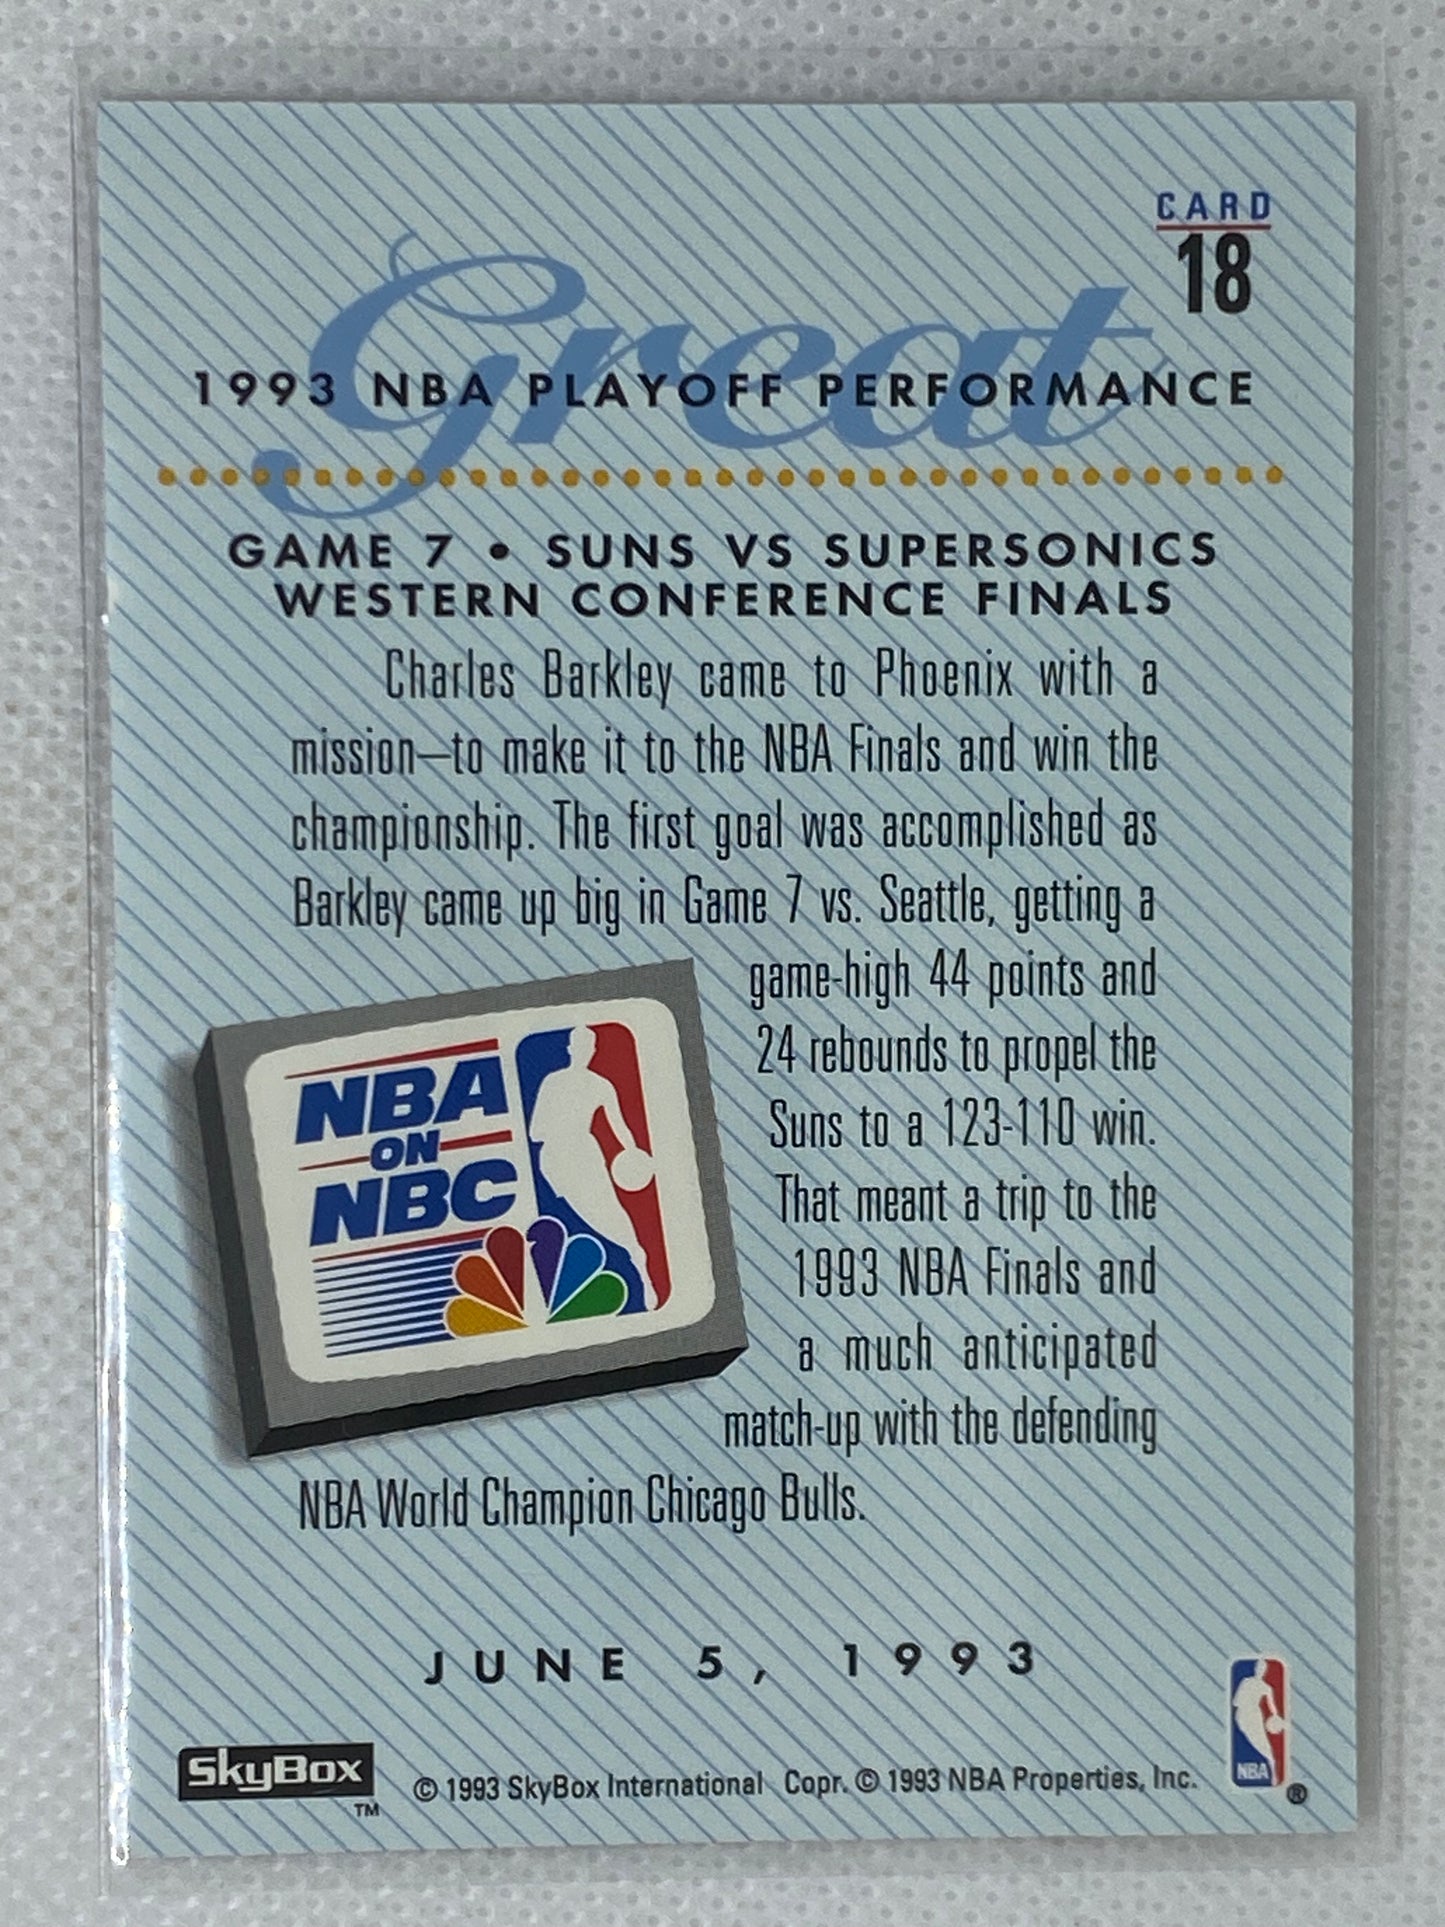 CARD
18
Great
1993 NBA PLAYOFF PERFORMANCE
GAME 7 • SUNS VS SUPERSONICS
WESTERN CONFERENCE FINALS
Charles Barkley came to Phoenix with a
mission—to make it to the NBA Finals and win the
championship. The first goal was accomplished as
Barkley came up big in Game 7 vs. Seattle, getting a
game-high 44 points and
24 rebounds to propel the
Suns to a 123-110 win.
That meant a trip to the
1993 NBA Finals and
a much anticipated
match-up with the defending
NBA World Champion Chicago Bulls.
NBA
ON
NBC
JUNE 5, 1993
SkyBox
TM
© 1993 SkyBox International Copr. © 1993 NBA Properties, Inc.
NBA
®